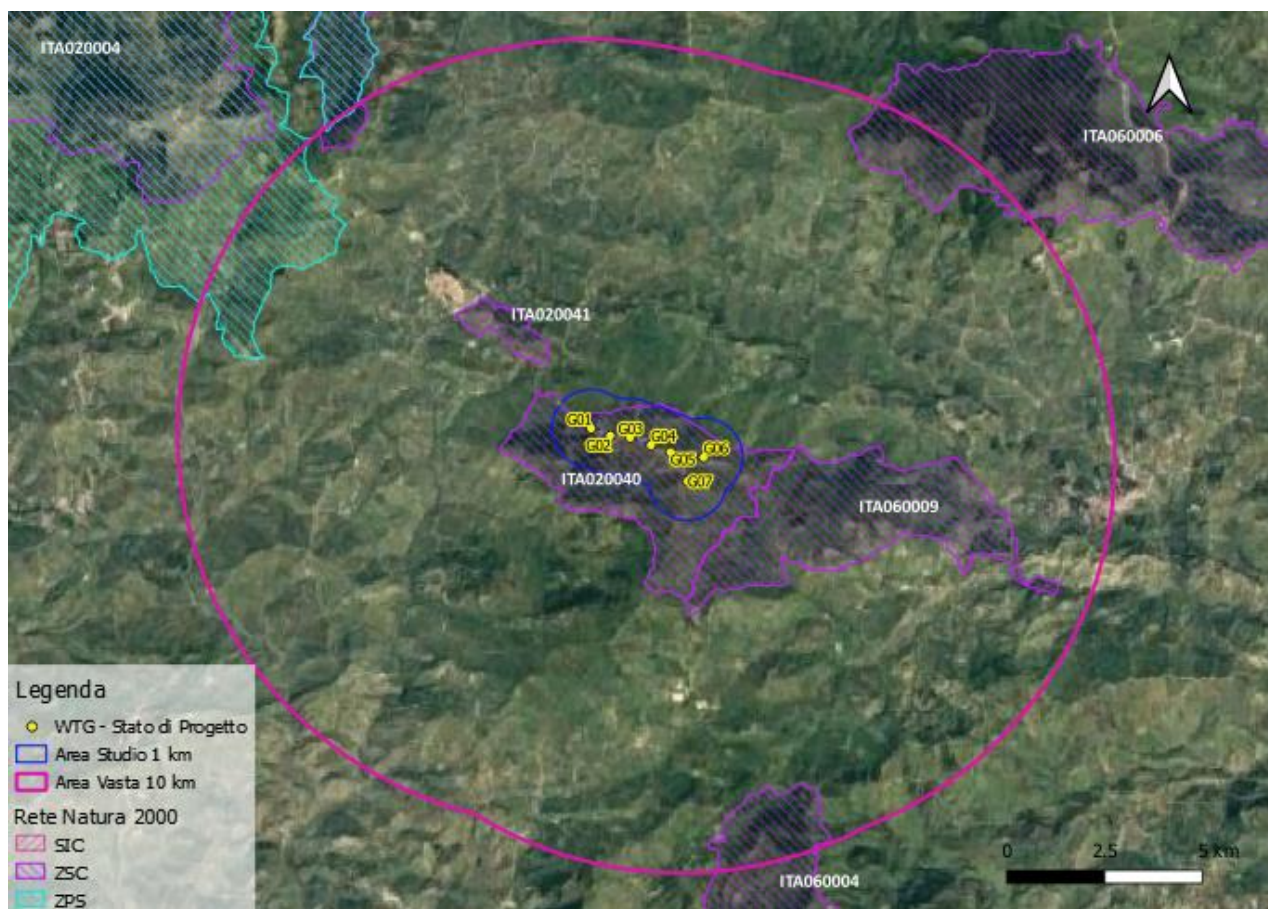 ITA020004
ITA060006
ITA020041
G01
G02
G03
G04
G05
G06
G07
ITA020040
ITA060009
ITA060004
Legenda
WTG - Stato di Progetto
Area Studio 1 km
Area Vasta 10 km
Rete Natura 2000
SIC
ZSC
ZPS
0 2.5 5 km